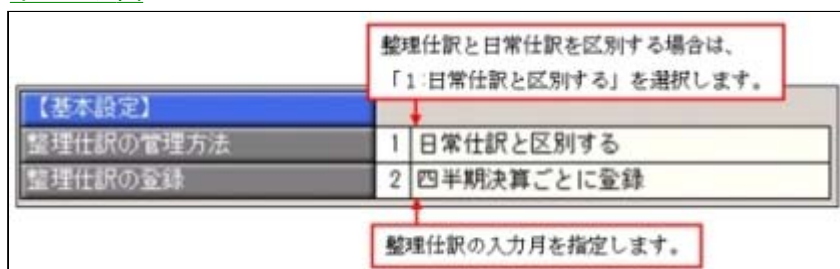 整理仕訳と日常仕訳を区別する場合は、
「1:日常仕訳と区別する」を選択します。
【基本設定】
整理仕訳の管理方法 1 日常仕訳と区別する
整理仕訳の登録 2 四半期決算ごとに登録
整理仕訳の入力月を指定します。